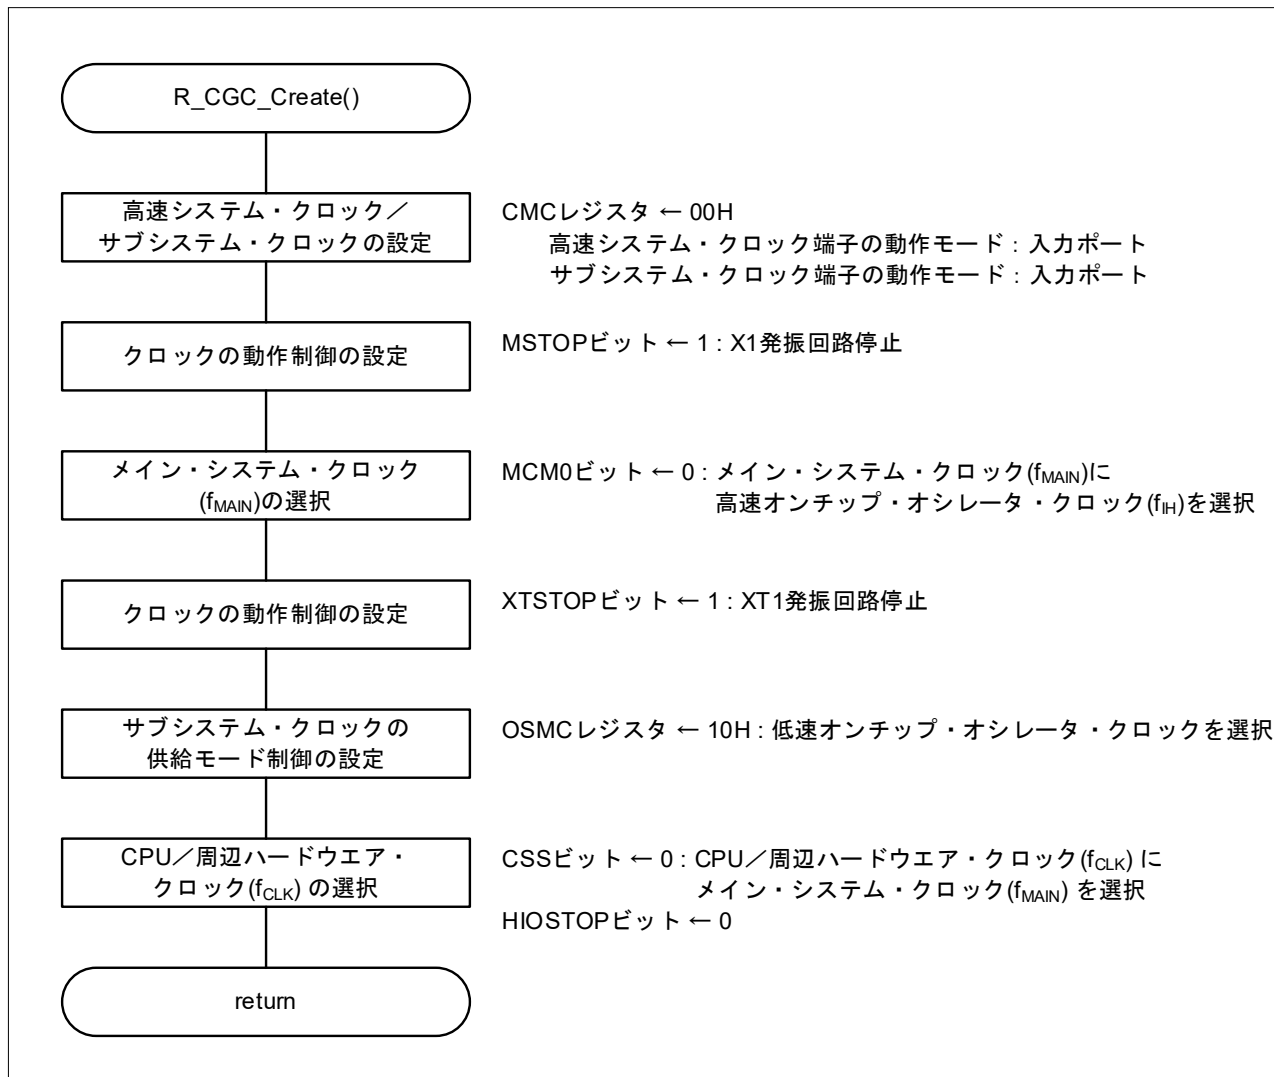 R_CGC_Create()
高速システム・クロック／
サブシステム・クロックの設定
CMCレジスタ ← 00H
高速システム・クロック端子の動作モード : 入力ポート
サブシステム・クロック端子の動作モード : 入力ポート
クロックの動作制御の設定
MSTOPビット ← 1 : X1発振回路停止
メイン・システム・クロック
(fMAIN)の選択
MCM0ビット ← 0 : メイン・システム・クロック(fMAIN)に
高速オンチップ・オシレータ・クロック(fIH)を選択
クロックの動作制御の設定
XTSTOPビット ← 1 : XT1発振回路停止
サブシステム・クロックの
供給モード制御の設定
OSMCレジスタ ← 10H : 低速オンチップ・オシレータ・クロックを選択
CPU／周辺ハードウエア・
クロック(fCLK) の選択
CSSビット ← 0 : CPU／周辺ハードウエア・クロック(fCLK) に
メイン・システム・クロック(fMAIN) を選択
HIOSTOPビット ← 0
return